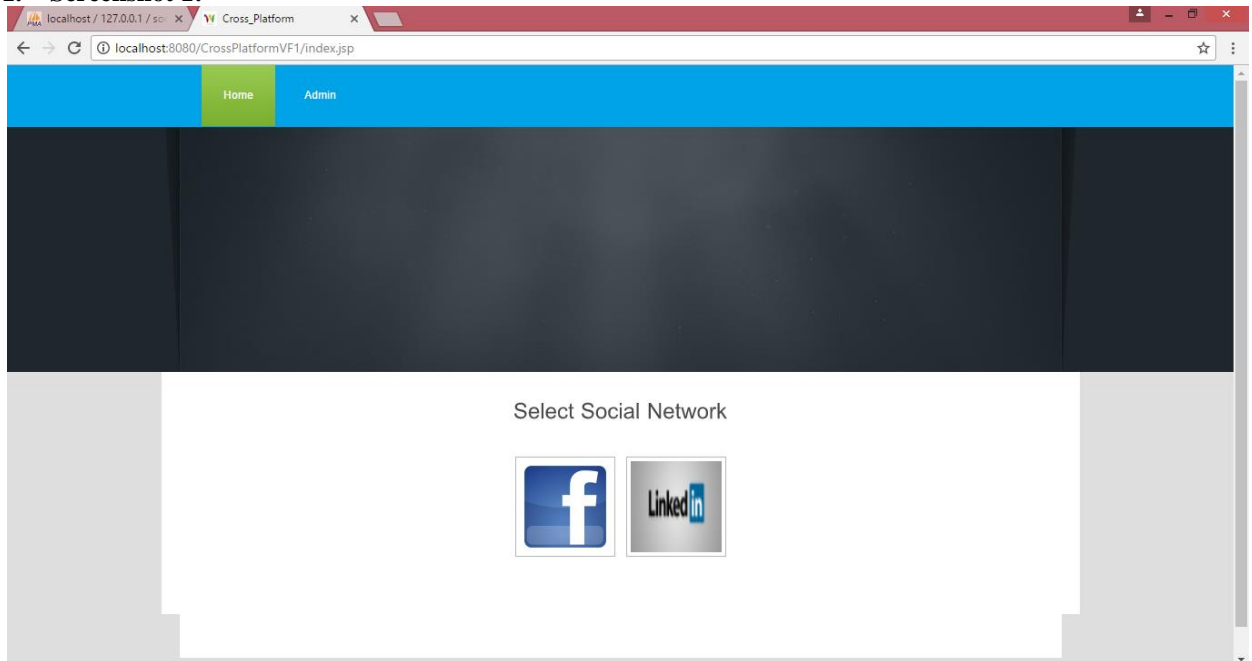 localhost / 127.0.0.1 / so
Cross_Platform
localhost:8080/CrossPlatformVF1/index.jsp
Home
Admin
Select Social Network
f
Linked in